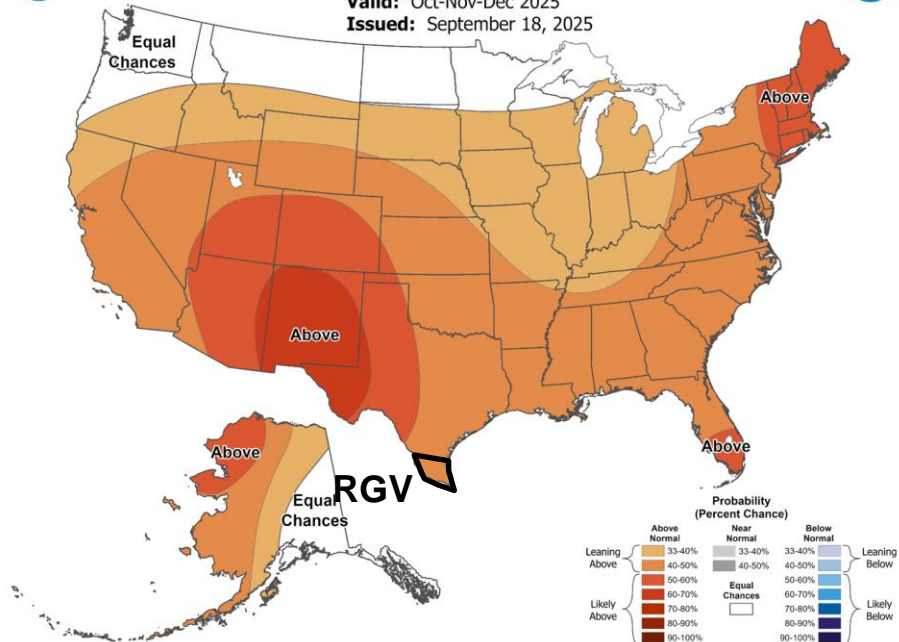 Valid: Oct-Nov-Dec 2025
Issued: September 18, 2025
Equal
Chances
Above
Above
Above
Above
Equal
Chances
RGV
Probability
(Percent Chance)
Above
Normal
Near
Normal
Below
Normal
Leaning
Above
33-40%
40-50%
33-40%
40-50%
33-40%
40-50%
Leaning
Below
Likely
Above
50-60%
60-70%
70-80%
80-90%
90-100%
Equal
Chances
50-60%
60-70%
70-80%
80-90%
90-100%
Likely
Below